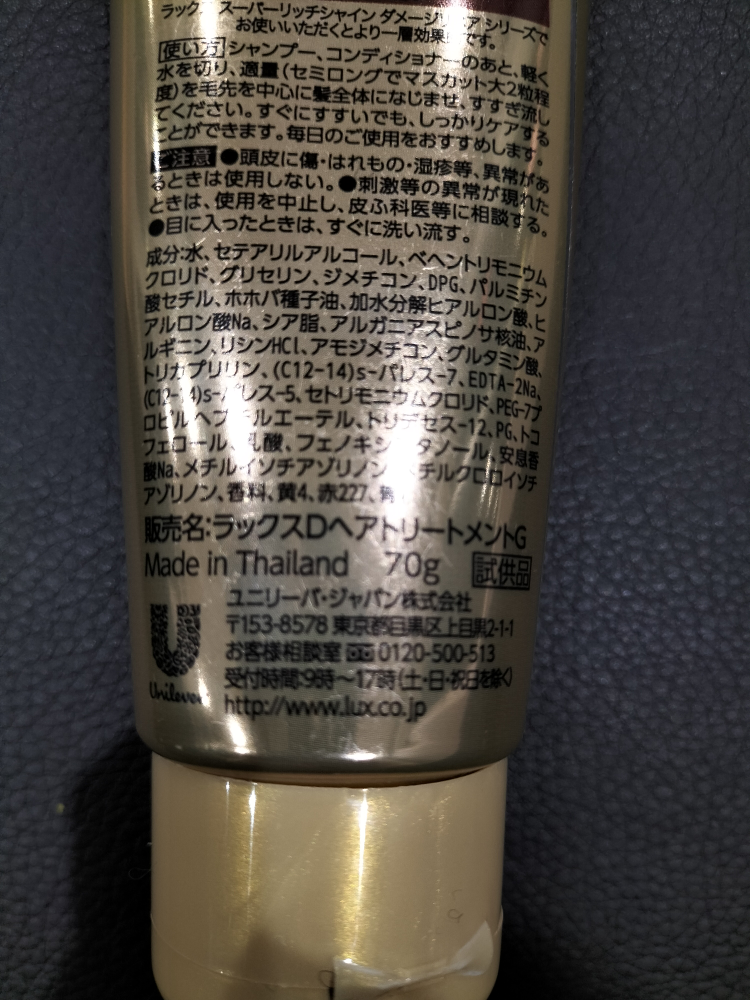 ラックス スーパーリッチシャイン ダメージリペア シリーズで
お使いいただくとより一層効果的です。
使い方 シャンプー、コンディショナーのあと、軽く
水を切り、適量(セミロングでマスカット大2粒程
度)を毛先を中心に髪全体になじませ、すすぎ流し
てください。すぐにすすいでも、しっかりケアする
ことができます。毎日のご使用をおすすめします。
ご注意 ●頭皮に傷・はれもの・湿疹等、異常があ
るときは使用しない。●刺激等の異常が現れた
ときは、使用を中止し、皮ふ科医等に相談する。
●目に入ったときは、すぐに洗い流す。
成分:水、セテアリルアルコール、ベヘントリモニウム
クロリド、グリセリン、ジメチコン、DPG、パルミチン
酸セチル、ホホバ種子油、加水分解ヒアルロン酸、ヒ
アルロン酸Na、シア脂、アルガニアスピノサ核油、ア
ルギニン、リシンHCl、アモジメチコン、グルタミン酸、
トリカプリリン、(C12-14)s-パレス-7、EDTA-2Na、
(C12-14)s-パレス-5、セトリモニウムクロリド、PEG-7プ
ロピルヘプチルエーテル、トリデセス-12、PG、トコ
フェロール、乳酸、フェノキシエタノール、安息香
酸Na、メチルイソチアゾリノン、メチルクロロイソチ
アゾリノン、香料、黄4、赤227、
販売名:ラックスDヘアトリートメントG
Made in Thailand 70g 試供品
ユニリーバ・ジャパン株式会社
〒153-8578 東京都目黒区上目黒2-1-1
お客様相談室 0120-500-513
受付時間:9時〜17時(土・日・祝日を除く)
Unilever
http://www.lux.co.jp